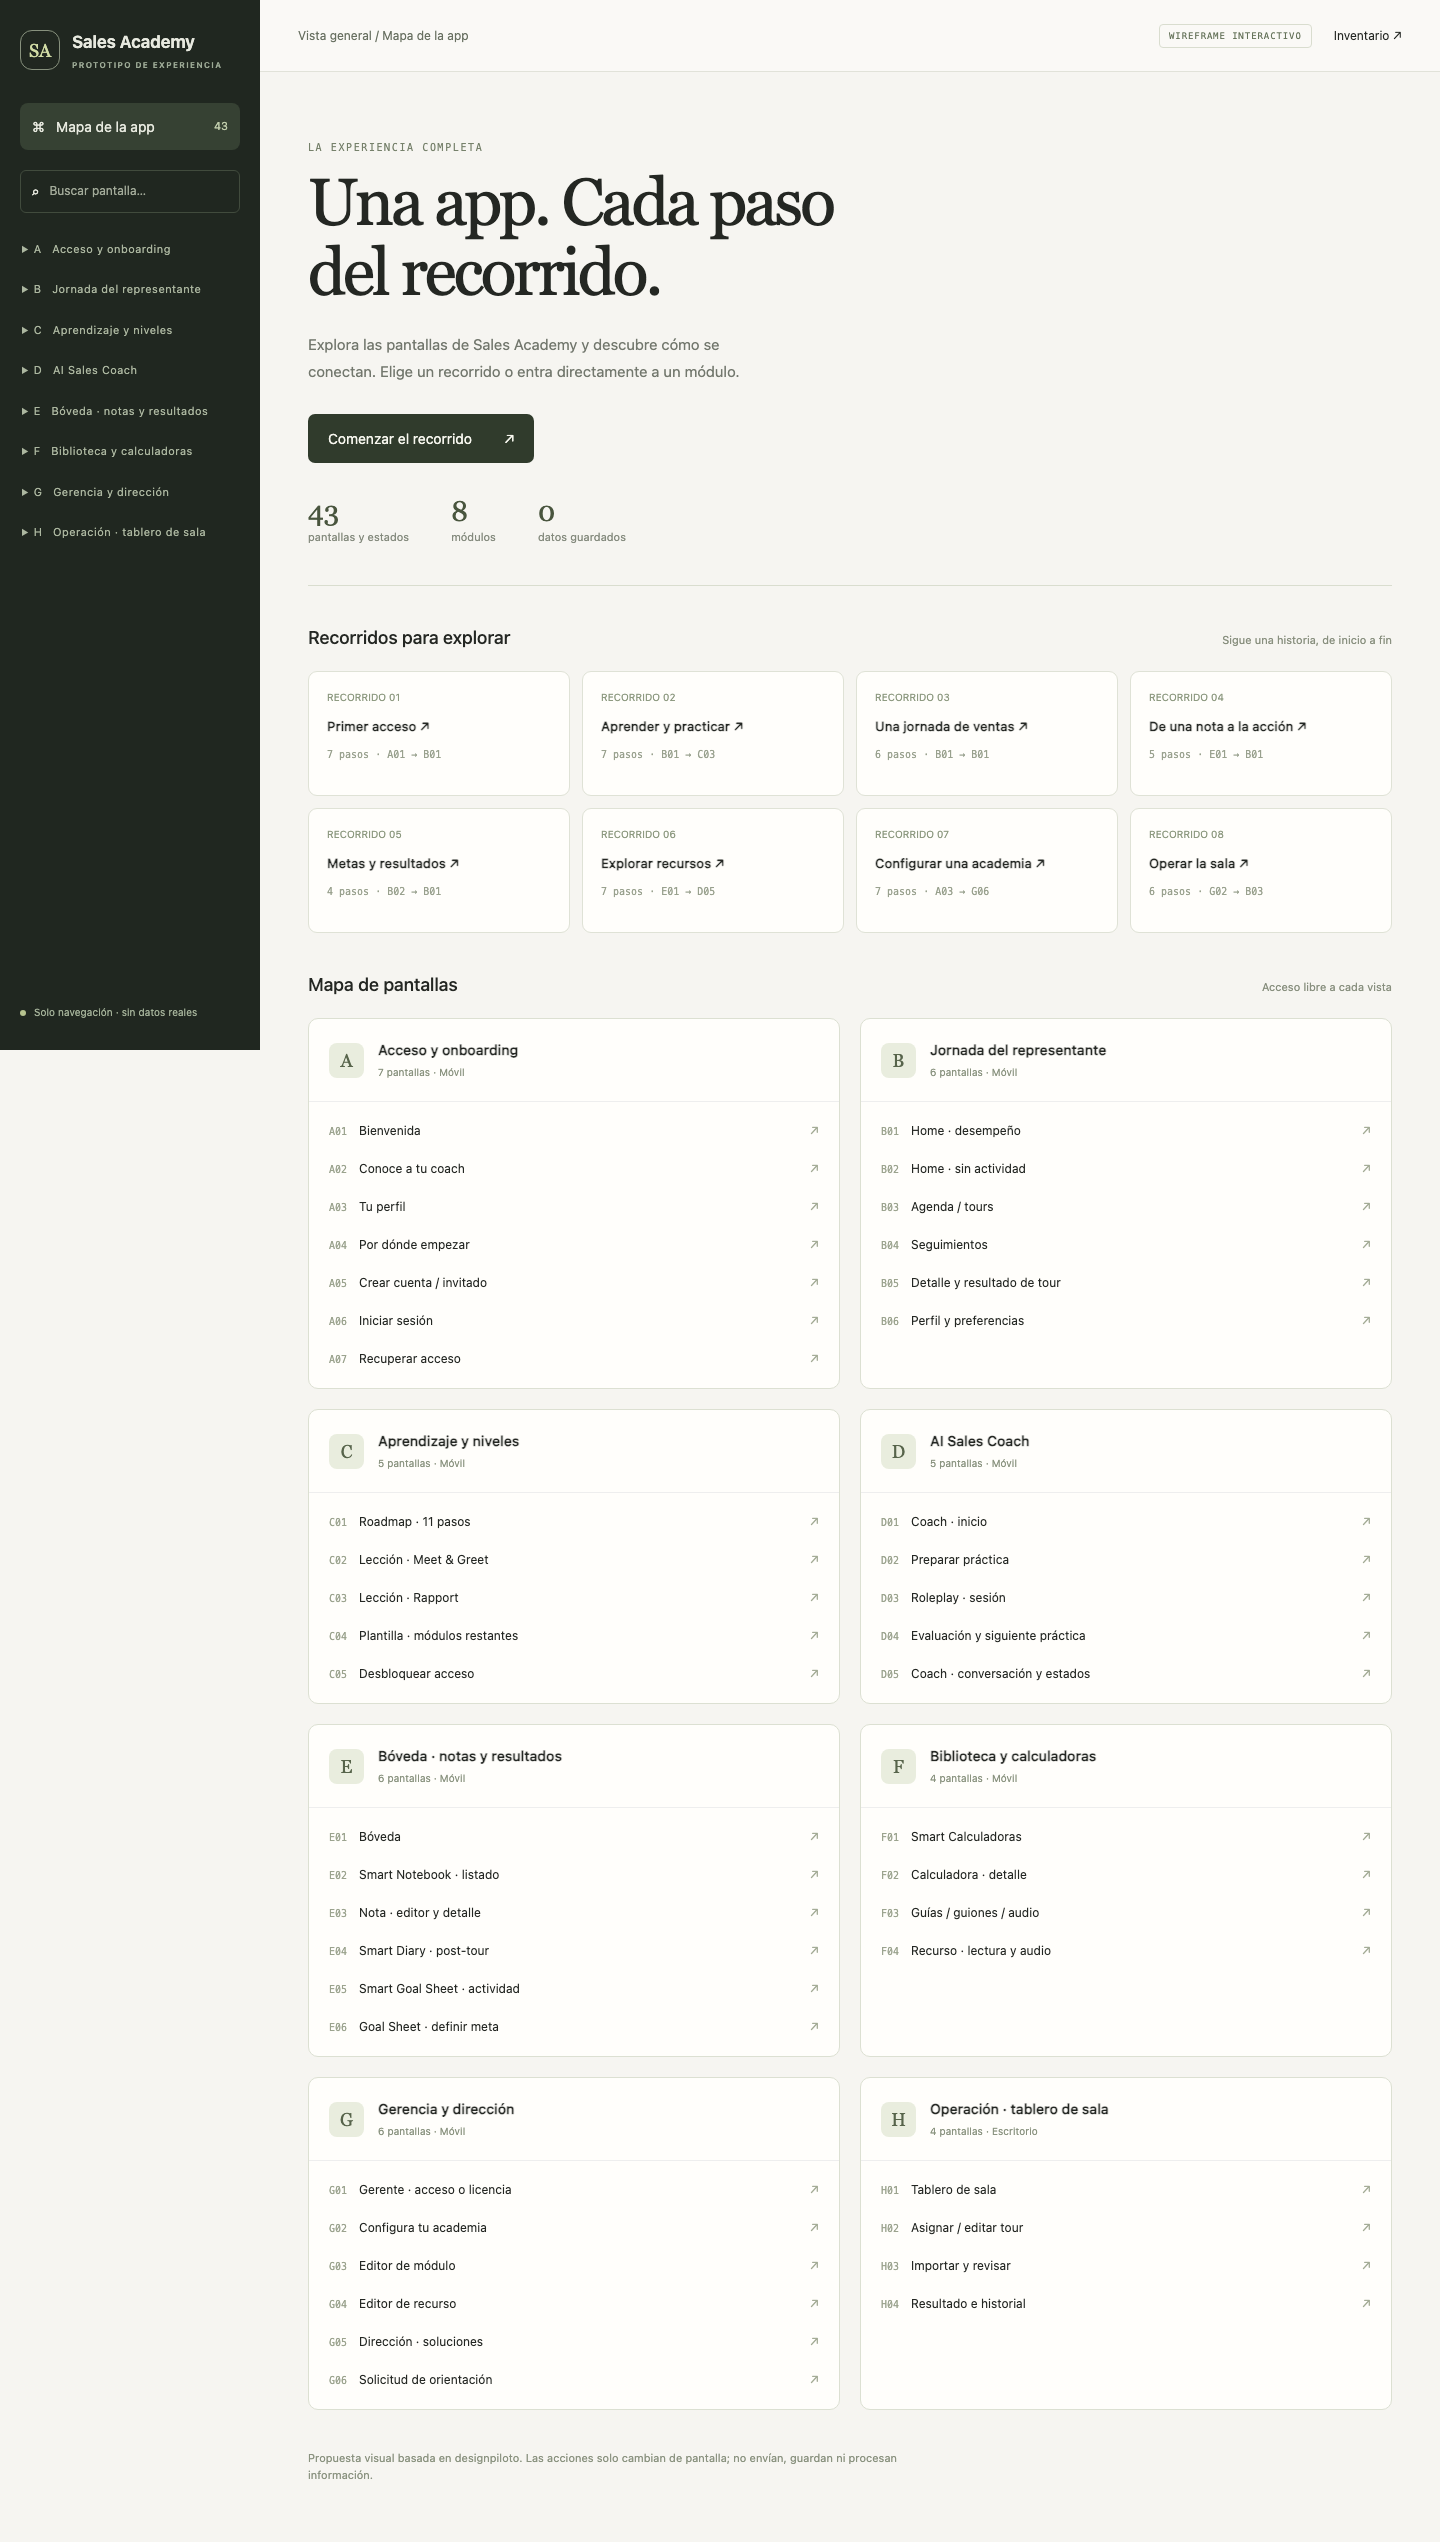 SA
Sales Academy
PROTOTIPO DE EXPERIENCIA
⌘ Mapa de la app 43
Buscar pantalla...
A Acceso y onboarding
B Jornada del representante
C Aprendizaje y niveles
D AI Sales Coach
E Bóveda · notas y resultados
F Biblioteca y calculadoras
G Gerencia y dirección
H Operación · tablero de sala
Solo navegación · sin datos reales
Vista general / Mapa de la app
WIREFRAME INTERACTIVO
Inventario ↗
LA EXPERIENCIA COMPLETA
Una app. Cada paso
del recorrido.
Explora las pantallas de Sales Academy y descubre cómo se
conectan. Elige un recorrido o entra directamente a un módulo.
Comenzar el recorrido ↗
43 8 0
pantallas y estados módulos datos guardados
Recorridos para explorar
Sigue una historia, de inicio a fin
RECORRIDO 01
Primer acceso ↗
7 pasos · A01 → B01
RECORRIDO 02
Aprender y practicar ↗
7 pasos · B01 → C03
RECORRIDO 03
Una jornada de ventas ↗
6 pasos · B01 → B01
RECORRIDO 04
De una nota a la acción ↗
5 pasos · E01 → B01
RECORRIDO 05
Metas y resultados ↗
4 pasos · B02 → B01
RECORRIDO 06
Explorar recursos ↗
7 pasos · E01 → D05
RECORRIDO 07
Configurar una academia ↗
7 pasos · A03 → G06
RECORRIDO 08
Operar la sala ↗
6 pasos · G02 → B03
Mapa de pantallas
Acceso libre a cada vista
A
Acceso y onboarding
7 pantallas · Móvil
A01 Bienvenida ↗
A02 Conoce a tu coach ↗
A03 Tu perfil ↗
A04 Por dónde empezar ↗
A05 Crear cuenta / invitado ↗
A06 Iniciar sesión ↗
A07 Recuperar acceso ↗
B
Jornada del representante
6 pantallas · Móvil
B01 Home · desempeño ↗
B02 Home · sin actividad ↗
B03 Agenda / tours ↗
B04 Seguimientos ↗
B05 Detalle y resultado de tour ↗
B06 Perfil y preferencias ↗
C
Aprendizaje y niveles
5 pantallas · Móvil
C01 Roadmap · 11 pasos ↗
C02 Lección · Meet & Greet ↗
C03 Lección · Rapport ↗
C04 Plantilla · módulos restantes ↗
C05 Desbloquear acceso ↗
D
AI Sales Coach
5 pantallas · Móvil
D01 Coach · inicio ↗
D02 Preparar práctica ↗
D03 Roleplay · sesión ↗
D04 Evaluación y siguiente práctica ↗
D05 Coach · conversación y estados ↗
E
Bóveda · notas y resultados
6 pantallas · Móvil
E01 Bóveda ↗
E02 Smart Notebook · listado ↗
E03 Nota · editor y detalle ↗
E04 Smart Diary · post-tour ↗
E05 Smart Goal Sheet · actividad ↗
E06 Goal Sheet · definir meta ↗
F
Biblioteca y calculadoras
4 pantallas · Móvil
F01 Smart Calculadoras ↗
F02 Calculadora · detalle ↗
F03 Guías / guiones / audio ↗
F04 Recurso · lectura y audio ↗
G
Gerencia y dirección
6 pantallas · Móvil
G01 Gerente · acceso o licencia ↗
G02 Configura tu academia ↗
G03 Editor de módulo ↗
G04 Editor de recurso ↗
G05 Dirección · soluciones ↗
G06 Solicitud de orientación ↗
H
Operación · tablero de sala
4 pantallas · Escritorio
H01 Tablero de sala ↗
H02 Asignar / editar tour ↗
H03 Importar y revisar ↗
H04 Resultado e historial ↗
Propuesta visual basada en designpiloto. Las acciones solo cambian de pantalla; no envían, guardan ni procesan
información.